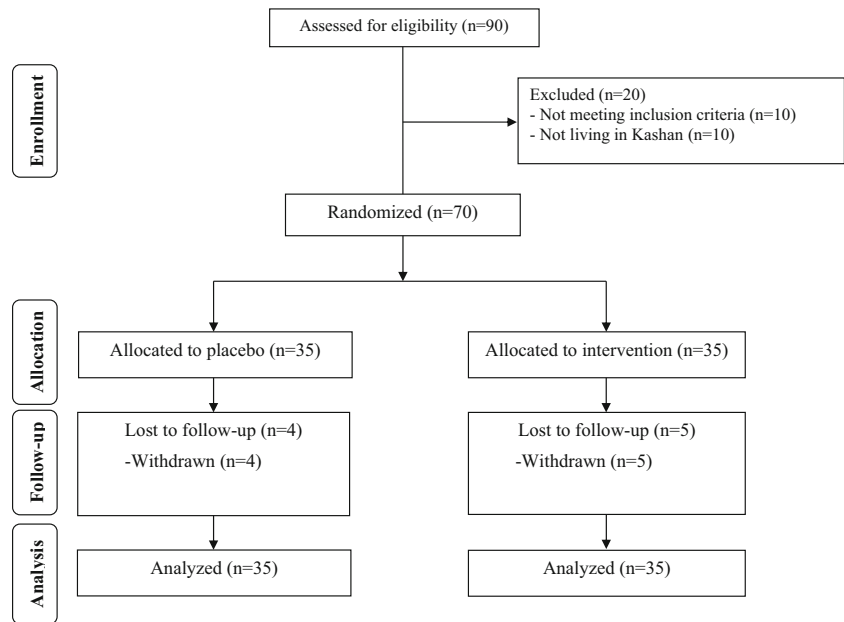 Assessed for eligibility (n=90)
Enrollment
Excluded (n=20)
- Not meeting inclusion criteria (n=10)
- Not living in Kashan (n=10)
Randomized (n=70)
Allocation
Allocated to placebo (n=35)
Allocated to intervention (n=35)
Follow-up
Lost to follow-up (n=4)
-Withdrawn (n=4)
Lost to follow-up (n=5)
-Withdrawn (n=5)
Analysis
Analyzed (n=35)
Analyzed (n=35)